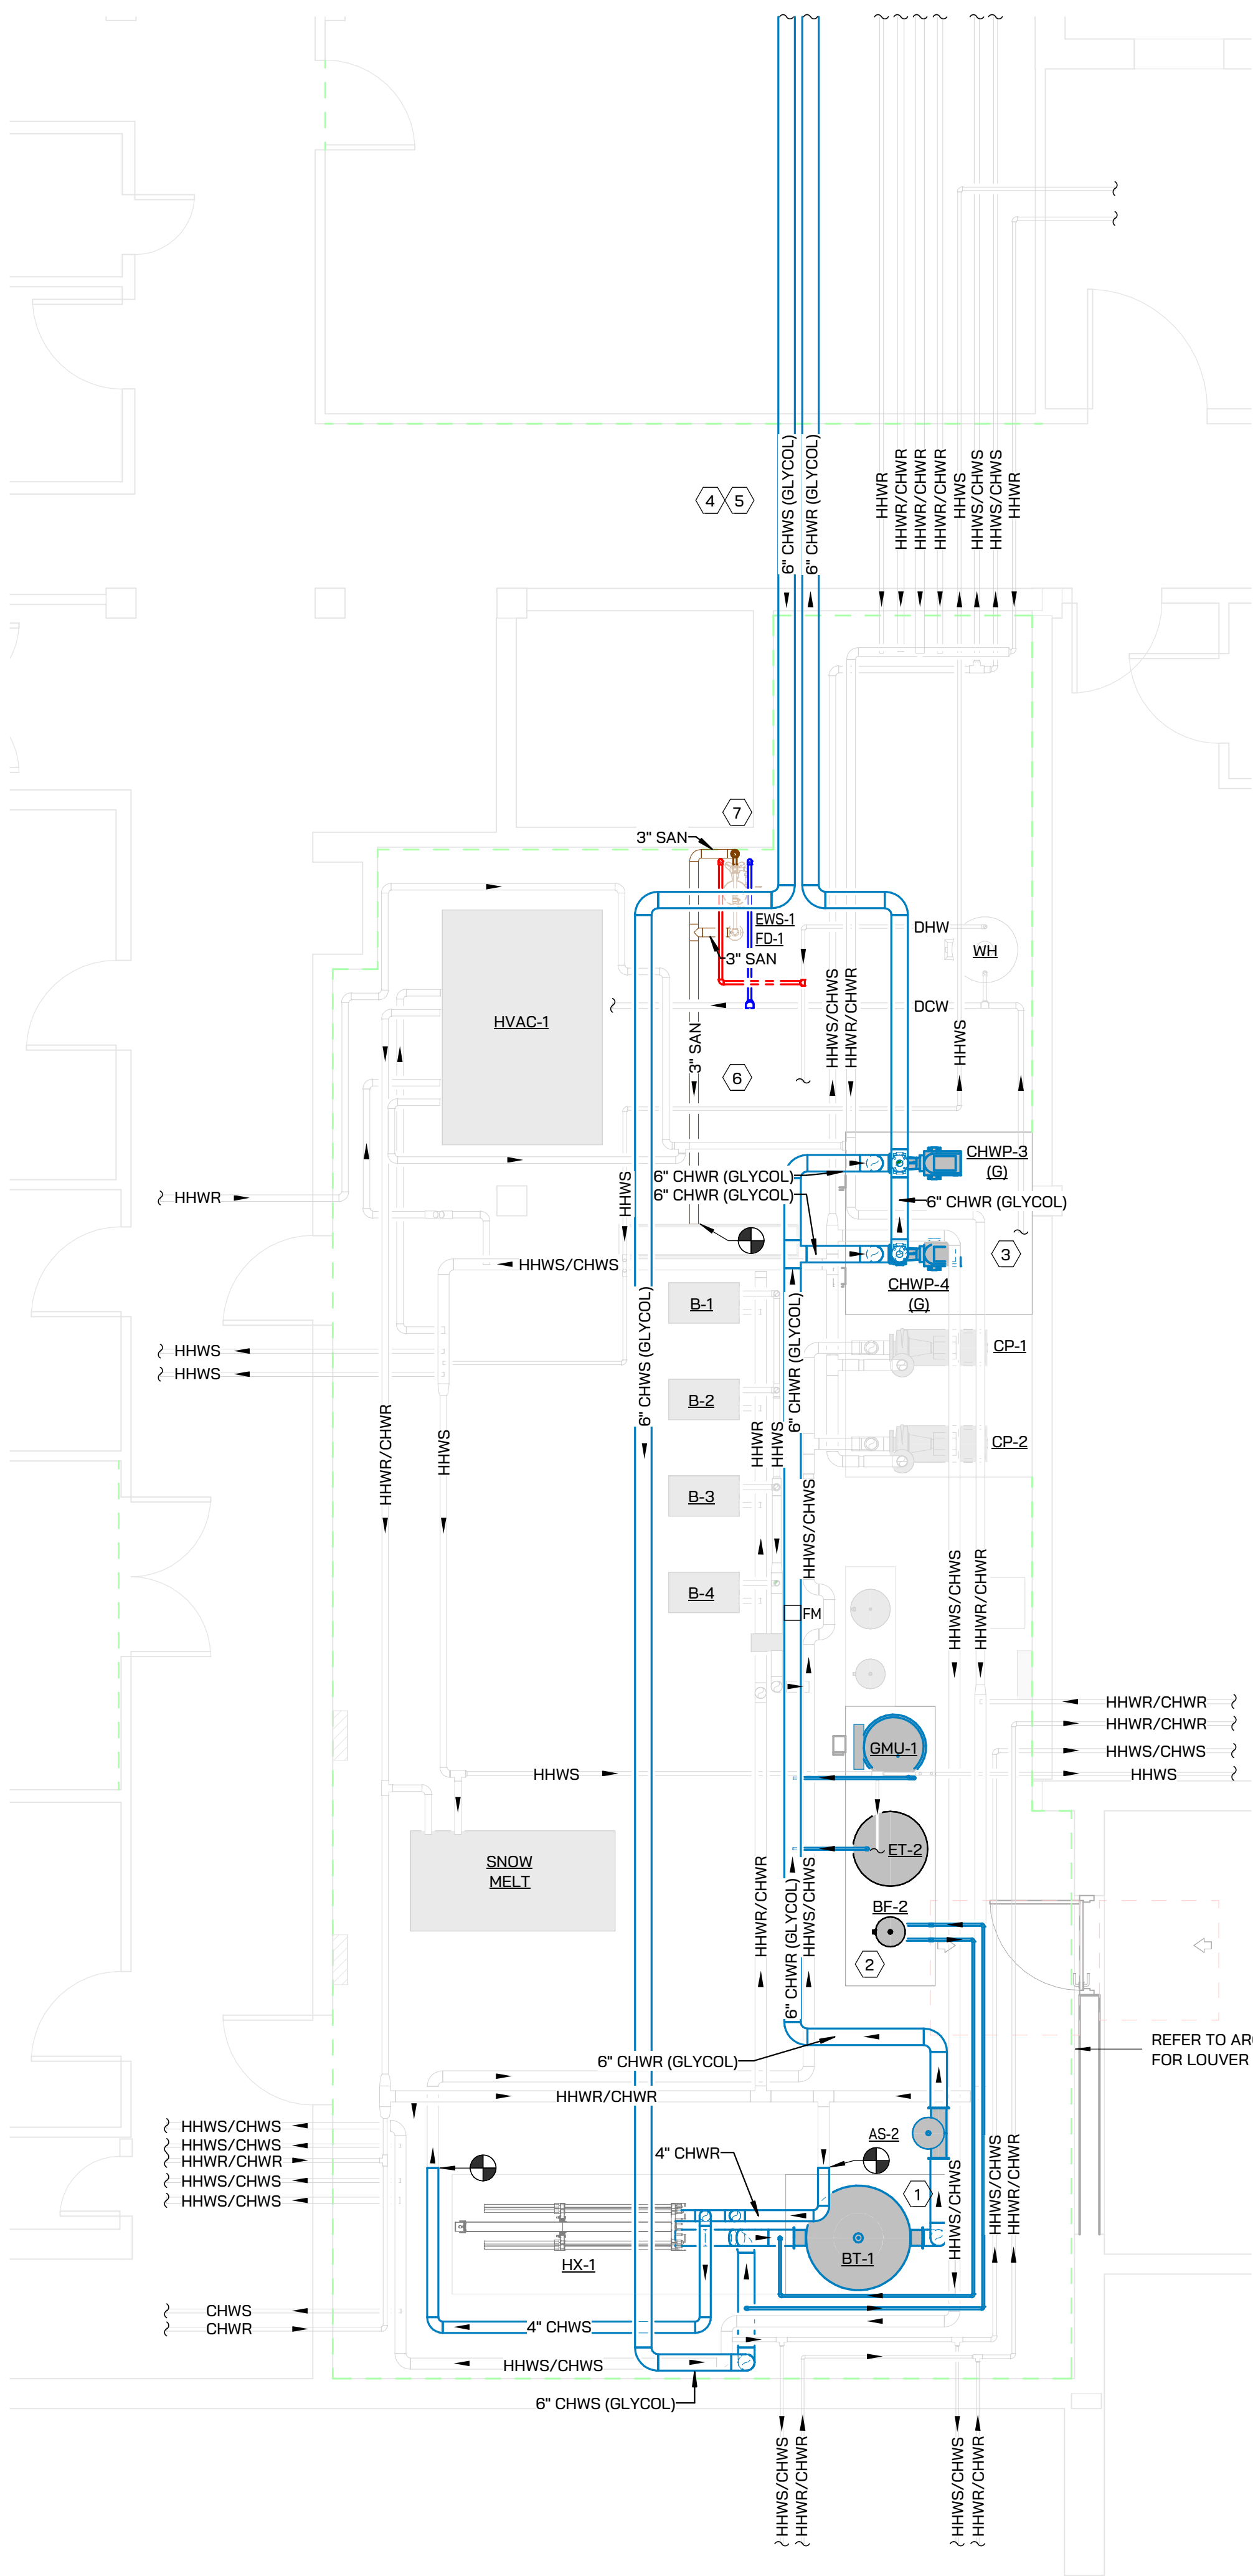 6" CHWS (GLYCOL)
6" CHWR (GLYCOL)
HHWR
HHWR/CHWR
HHWR/CHWR
HHWR/CHWR
HHWS
HHWS/CHWS
HHWS/CHWS
HHWR
4
5
7
3" SAN
EWS-1
FD-1
3" SAN
DHW
WH
DCW
HVAC-1
3" SAN
6
HHWS/CHWS
HHWR/CHWR
HHWS
CHWP-3
(G)
6" CHWR (GLYCOL)
6" CHWR (GLYCOL)
6" CHWR (GLYCOL)
HHWR
HHWS
3
HHWS/CHWS
CHWP-4
(G)
B-1
6" CHWS (GLYCOL)
6" CHWR (GLYCOL)
CP-1
HHWS
HHWS
B-2
HHWR/CHWR
HHWS
HHWR
HHWS
CP-2
B-3
HHWS/CHWS
HHWS/CHWS
HHWR/CHWR
B-4
FM
HHWR/CHWR
HHWR/CHWR
GMU-1
HHWS/CHWS
HHWS
HHWS
ET-2
SNOW
MELT
BF-2
HHWR/CHWR
6" CHWR (GLYCOL)
HHWS/CHWS
2
REFER TO AR
FOR LOUVER
6" CHWR (GLYCOL)
HHWR/CHWR
HHWS/CHWS
AS-2
HHWS/CHWS
HHWR/CHWR
4" CHWR
HHWS/CHWS
HHWS/CHWS
HHWS/CHWS
HHWS/CHWS
HHWR/CHWR
1
BT-1
HX-1
CHWS
CHWR
4" CHWS
HHWS/CHWS
6" CHWS (GLYCOL)
HHWS/CHWS
HHWR/CHWR
HHWS/CHWS
HHWR/CHWR